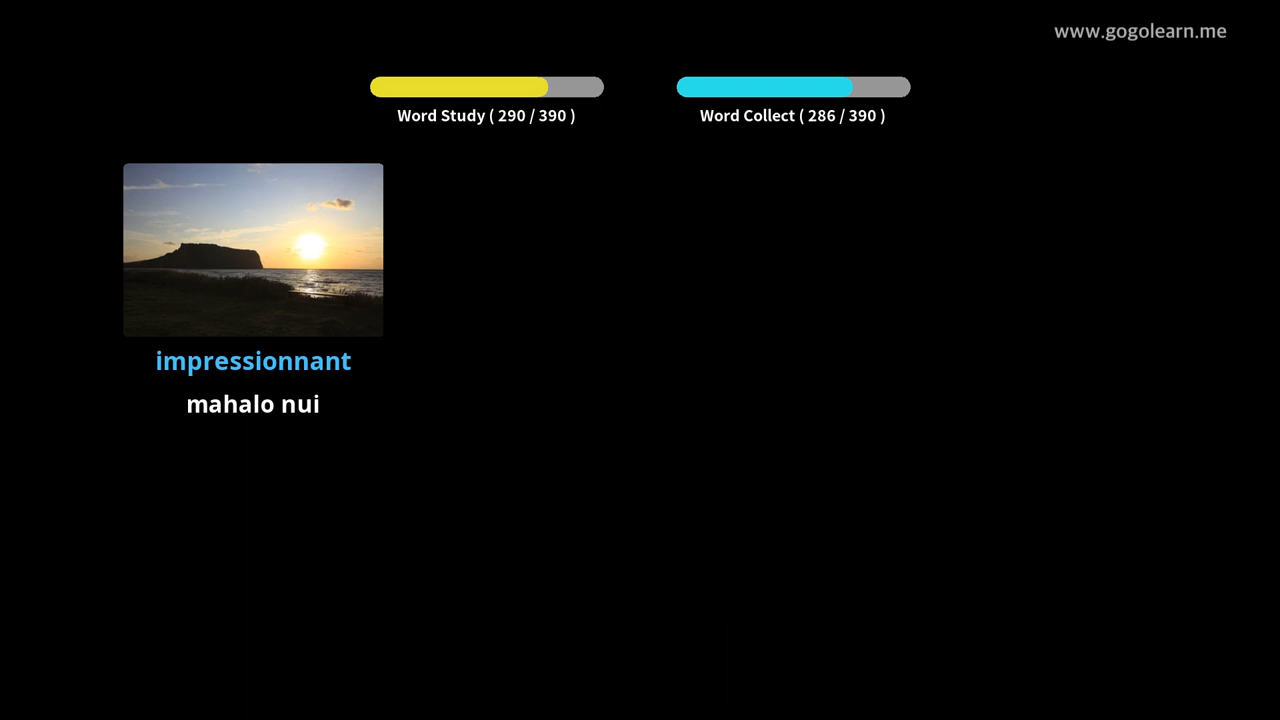 www.gogolearn.me
Word Study ( 290 / 390 )
Word Collect ( 286 / 390 )
impressionnant
mahalo nui